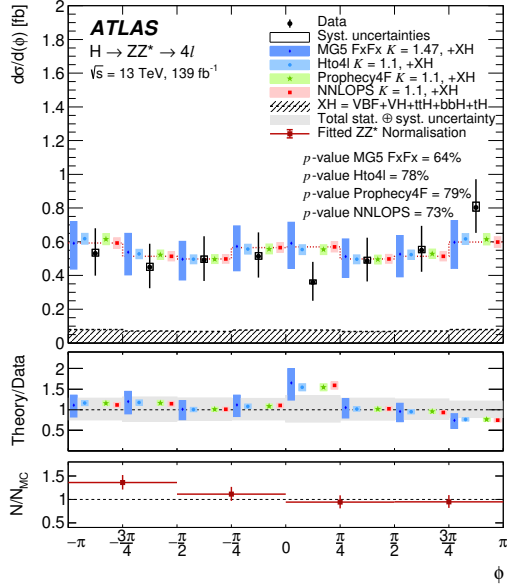 ATLAS
H → ZZ* → 4l
√s = 13 TeV, 139 fb⁻¹
Data
Syst. uncertainties
MG5 FxFx K = 1.47, +XH
Hto4l K = 1.1, +XH
Prophecy4F K = 1.1, +XH
NNLOPS K = 1.1, +XH
XH = VBF+VH+ttH+bbH+tH
Total stat. ⊕ syst. uncertainty
Fitted ZZ* Normalisation
p-value MG5 FxFx = 64%
p-value Hto4l = 78%
p-value Prophecy4F = 79%
p-value NNLOPS = 73%
dσ/d(ϕ) [fb]
2
1.8
1.6
1.4
1.2
1
0.8
0.6
0.4
0.2
0
Theory/Data
2
1.5
1
0.5
N/N_MC
1.5
1
0.5
−π
−3π/4
−π/2
−π/4
0
π/4
π/2
3π/4
π
ϕ